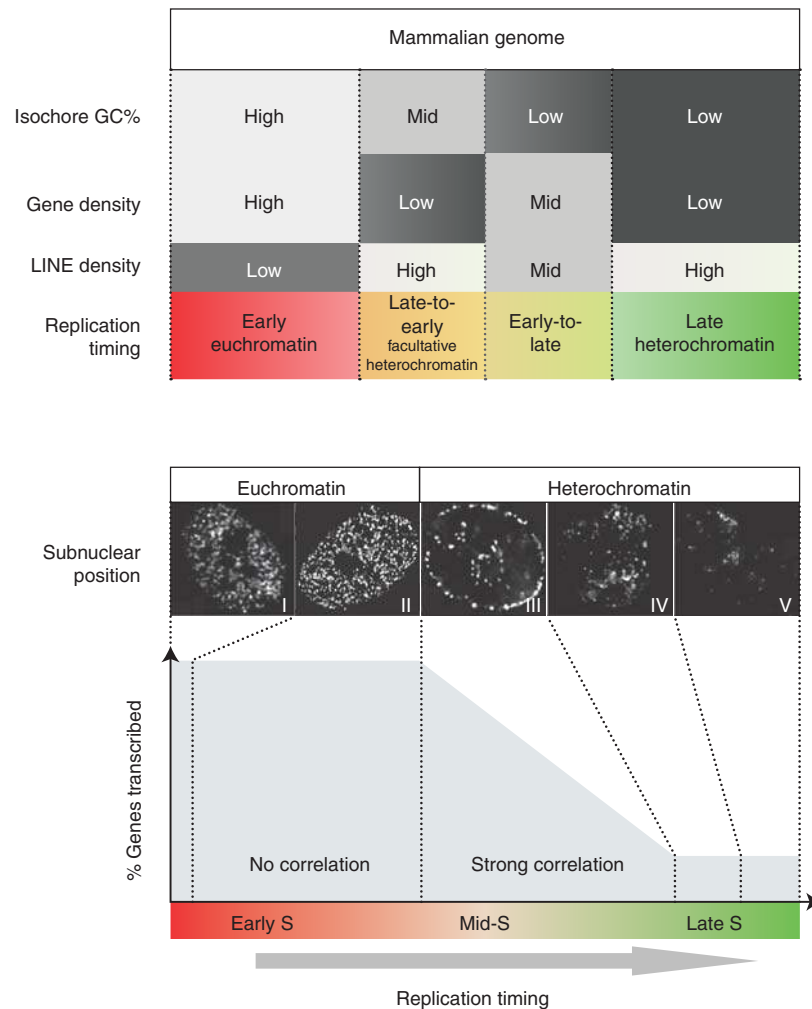 Mammalian genome
Isochore GC% High Mid Low Low
Gene density High Low Mid Low
LINE density Low High Mid High
Replication timing
Early euchromatin
Late-to-early facultative heterochromatin
Early-to-late
Late heterochromatin
Euchromatin Heterochromatin
Subnuclear position
I II III IV V
% Genes transcribed
No correlation Strong correlation
Early S Mid-S Late S
Replication timing